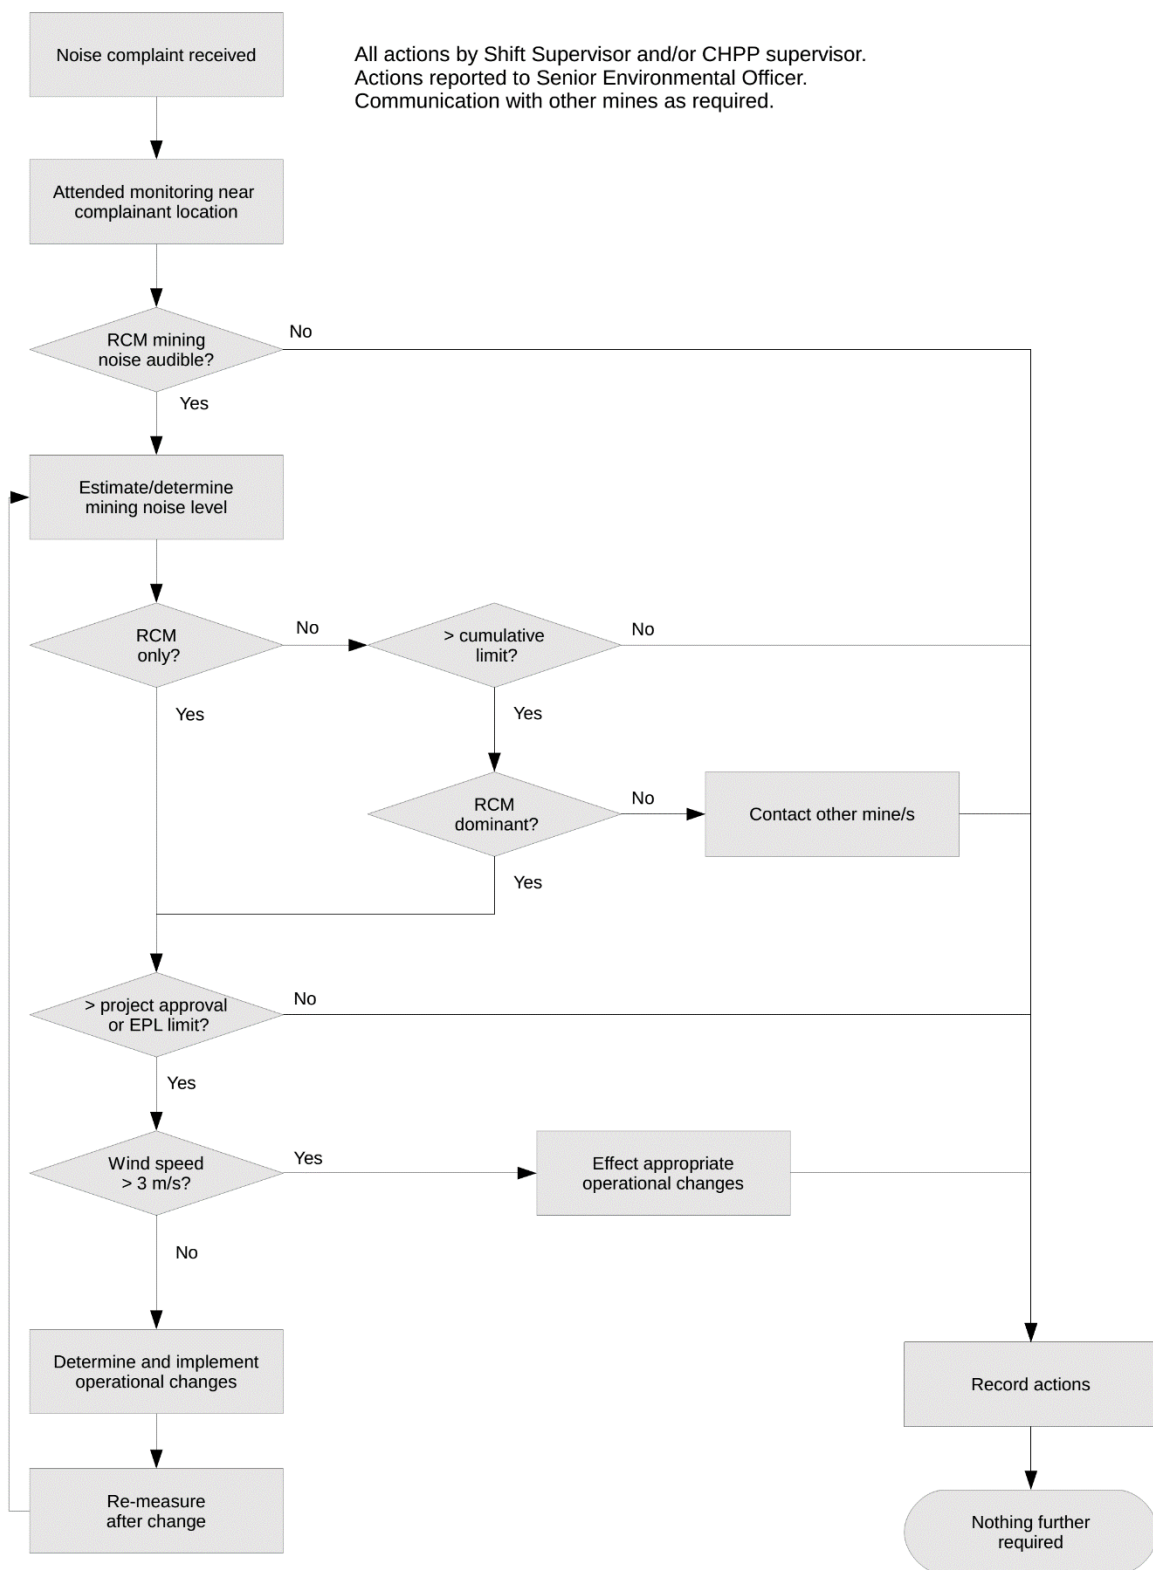 Noise complaint received
All actions by Shift Supervisor and/or CHPP supervisor.
Actions reported to Senior Environmental Officer.
Communication with other mines as required.
Attended monitoring near
complainant location
RCM mining
noise audible?
No
Yes
Estimate/determine
mining noise level
RCM
only?
No
> cumulative
limit?
No
Yes
Yes
RCM
dominant?
No
Contact other mine/s
Yes
> project approval
or EPL limit?
No
Yes
Wind speed
> 3 m/s?
Yes
Effect appropriate
operational changes
No
Determine and implement
operational changes
Record actions
Re-measure
after change
Nothing further
required